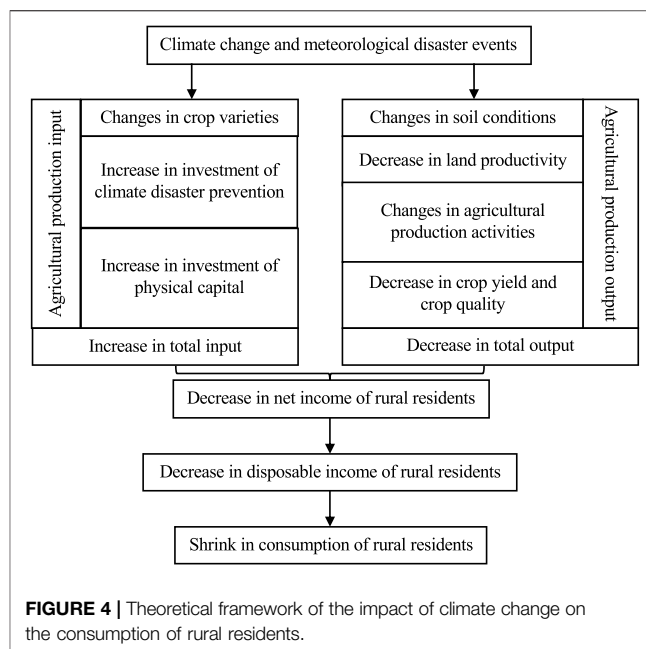 Climate change and meteorological disaster events
Agricultural production input
Changes in crop varieties
Increase in investment of
climate disaster prevention
Increase in investment of
physical capital
Increase in total input
Changes in soil conditions
Decrease in land productivity
Changes in agricultural
production activities
Decrease in crop yield and
crop quality
Agricultural production output
Decrease in total output
Decrease in net income of rural residents
Decrease in disposable income of rural residents
Shrink in consumption of rural residents
FIGURE 4 | Theoretical framework of the impact of climate change on
the consumption of rural residents.